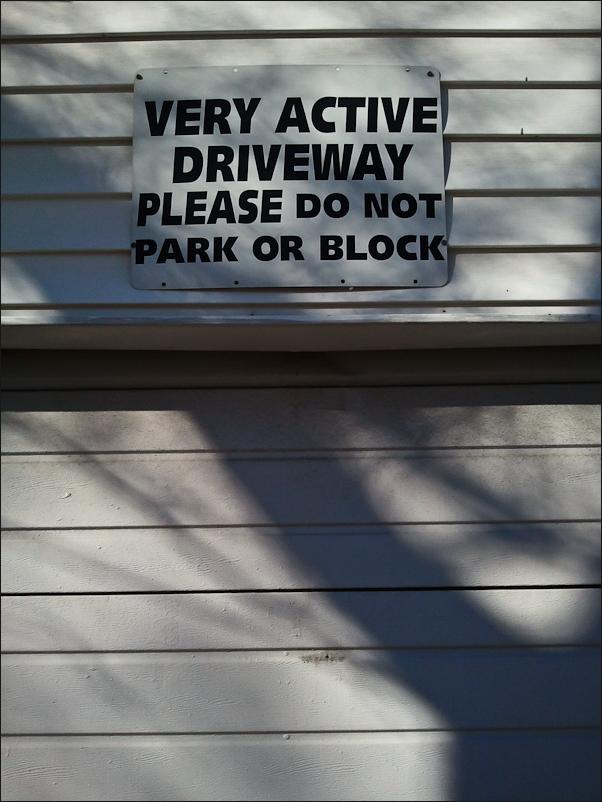 VERY ACTIVE
DRIVEWAY
PLEASE DO NOT
PARK OR BLOCK